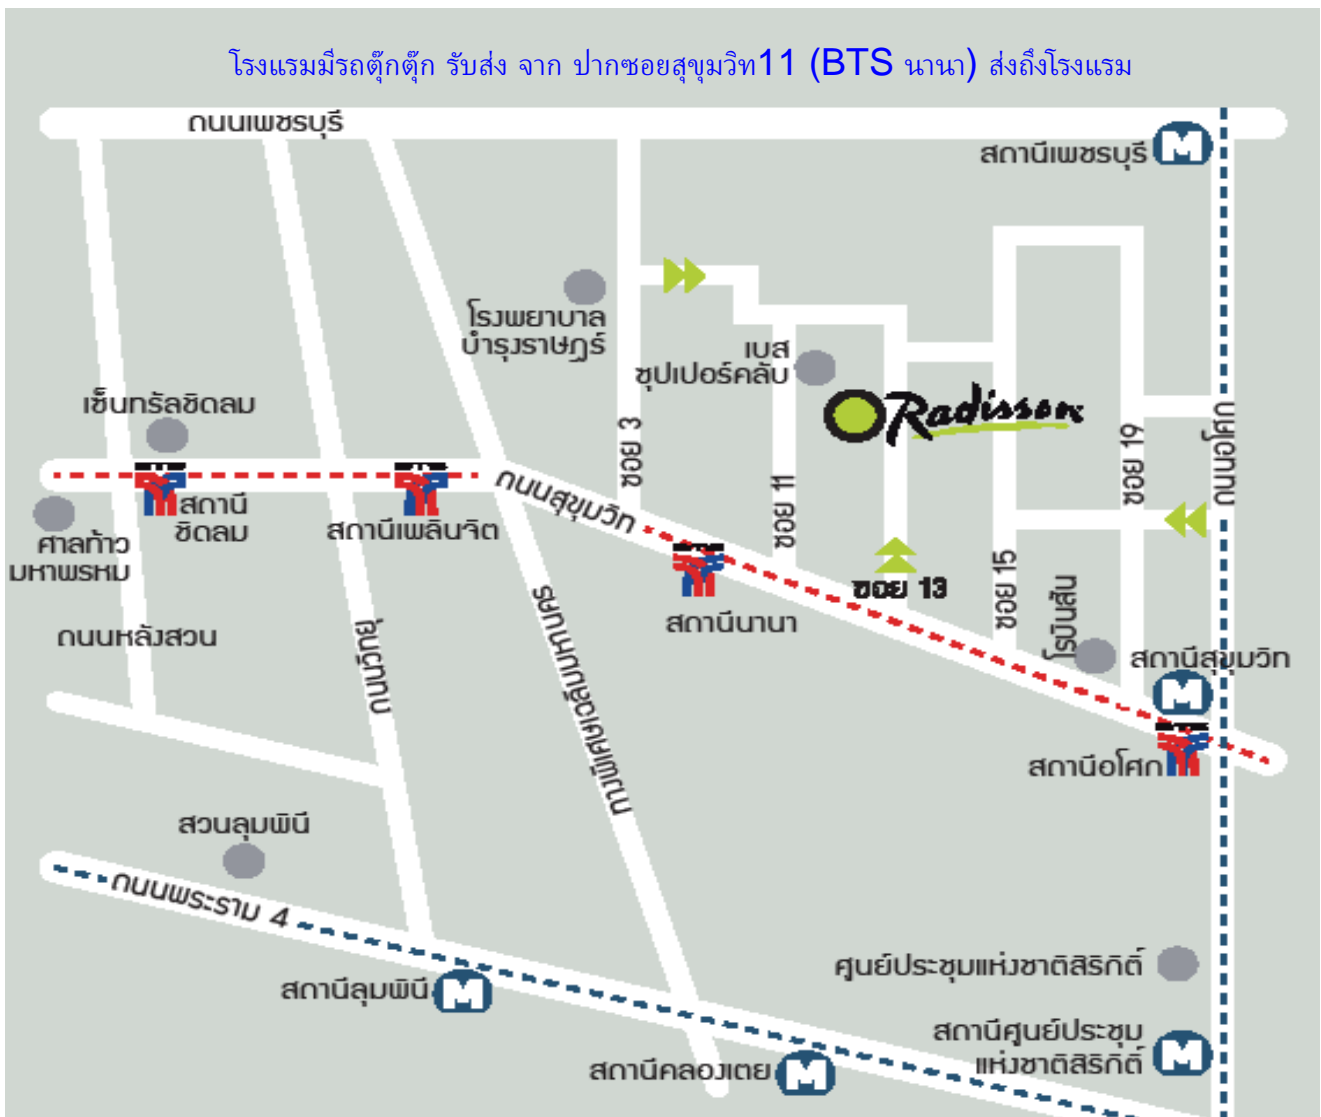 โรงแรมมีรถตุ๊กตุ๊ก รับส่ง จาก ปากซอยสุขุมวิท11 (BTS นานา) ส่งถึงโรงแรม
ถนนเพชรบุรี
สถานีเพชรบุรี
โรงพยาบาล
บำรุงราษฎร์
เบส
ซุปเปอร์คลับ
Radisson
เซ็นทรัลชิดลม
ซอย 3
ซอย 11
ซอย 19
ถนนอโศก
ถนนสุขุมวิท
สถานี
ชิดลม
สถานีเพลินจิต
ศาลท้าว
มหาพรหม
สถานีนานา
ซอย 13
ซอย 15
โรบินสัน
สถานีสุขุมวิท
ถนนหลังสวน
ถนนวิทยุ
ถนนพิเศษเฉลิมมหานคร
สถานีอโศก
สวนลุมพินี
ถนนพระราม 4
สถานีลุมพินี
ศูนย์ประชุมแห่งชาติสิริกิติ์
สถานีศูนย์ประชุม
แห่งชาติสิริกิติ์
สถานีคลองเตย